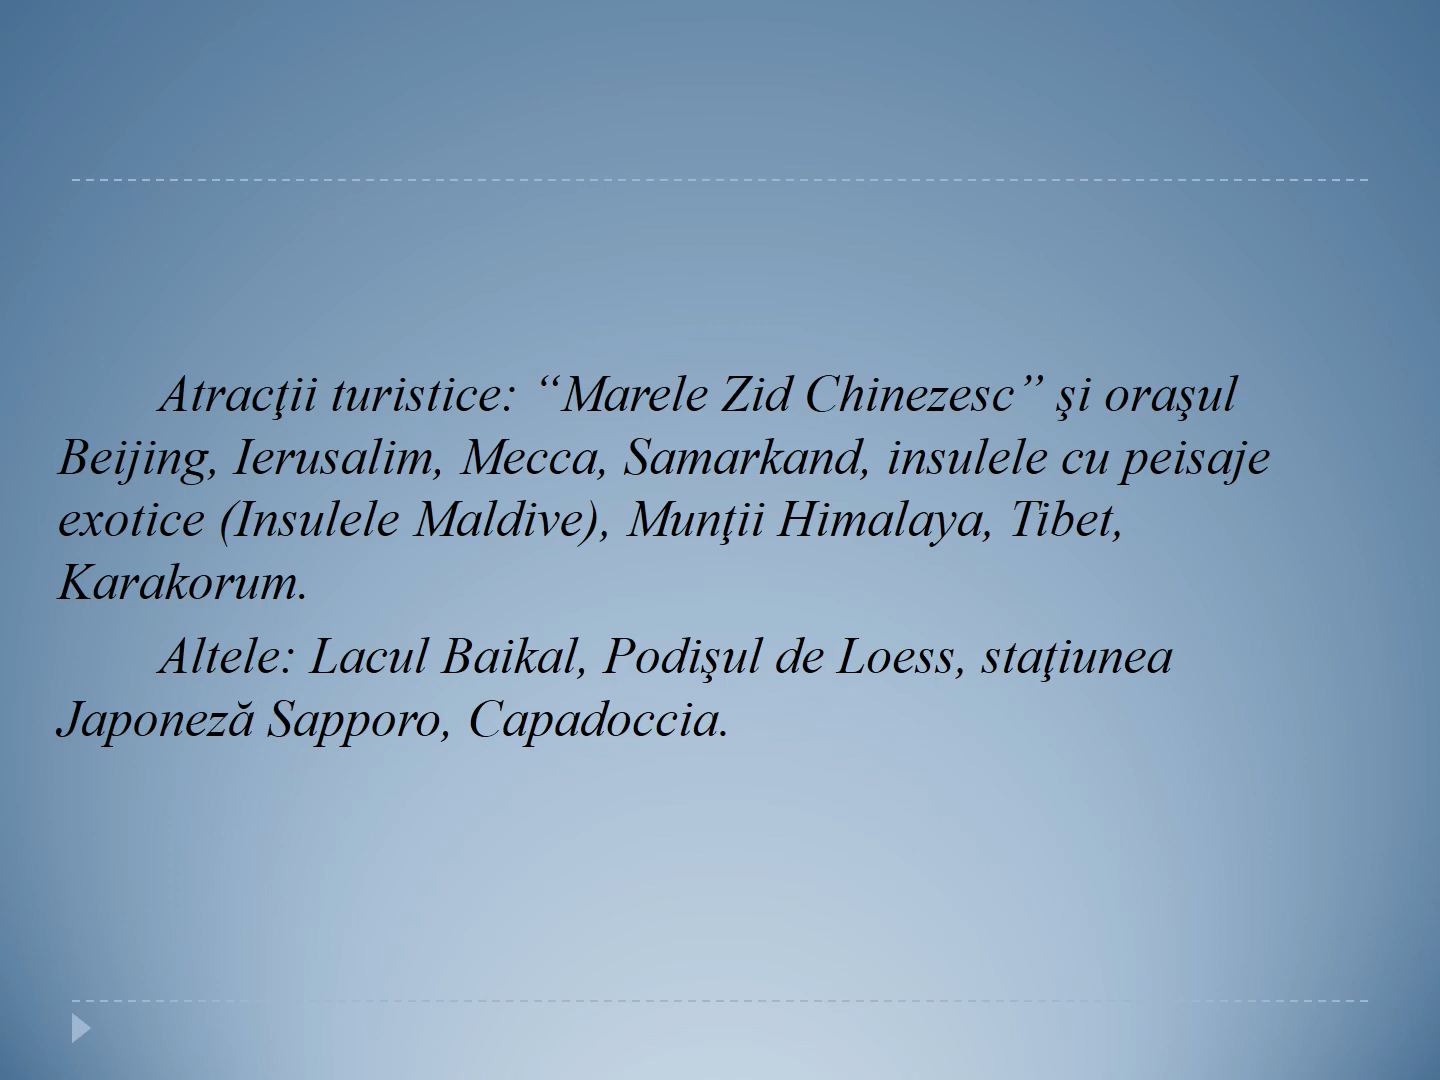 Atracţii turistice: “Marele Zid Chinezesc” şi oraşul
Beijing, Ierusalim, Mecca, Samarkand, insulele cu peisaje
exotice (Insulele Maldive), Munţii Himalaya, Tibet,
Karakorum.
Altele: Lacul Baikal, Podişul de Loess, staţiunea
Japoneză Sapporo, Capadoccia.